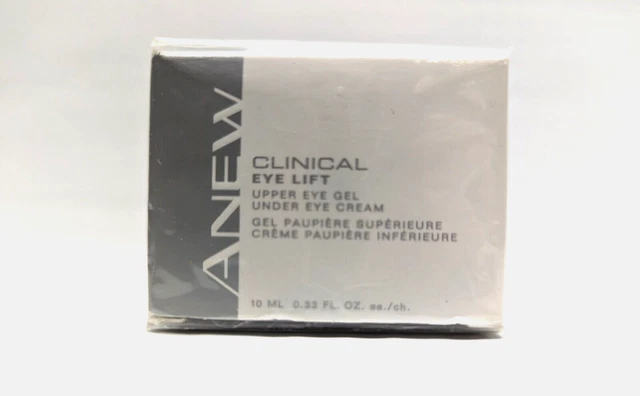 ANEW
CLINICAL
EYE LIFT
UPPER EYE GEL
UNDER EYE CREAM
GEL PAUPIÈRE SUPÉRIEURE
CRÈME PAUPIÈRE INFÉRIEURE
10 ML 0.33 FL. OZ. ea./ch.